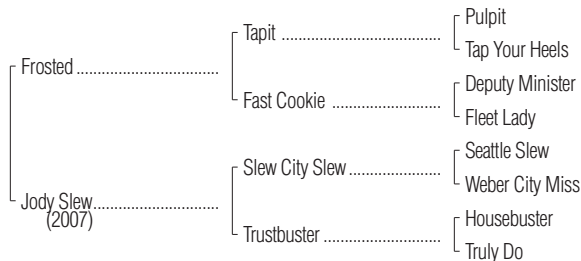 Pulpit
Tapit ..........................................
Tap Your Heels
Frosted .....................................
Deputy Minister
Fast Cookie ............................
Fleet Lady
Seattle Slew
Slew City Slew ........................
Weber City Miss
Jody Slew.................................
(2007)
Housebuster
Trustbuster ................................
Truly Do